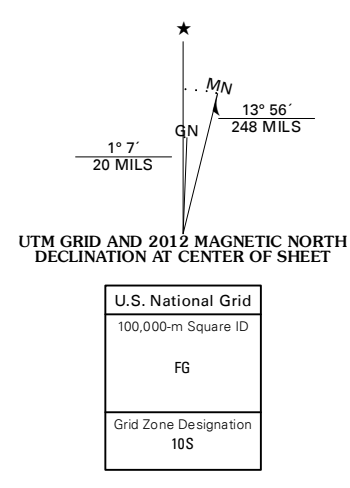 ★
MN
13° 56´
248 MILS
GN
1° 7´
20 MILS
UTM GRID AND 2012 MAGNETIC NORTH
DECLINATION AT CENTER OF SHEET
U.S. National Grid
100,000-m Square ID
FG
Grid Zone Designation
10S